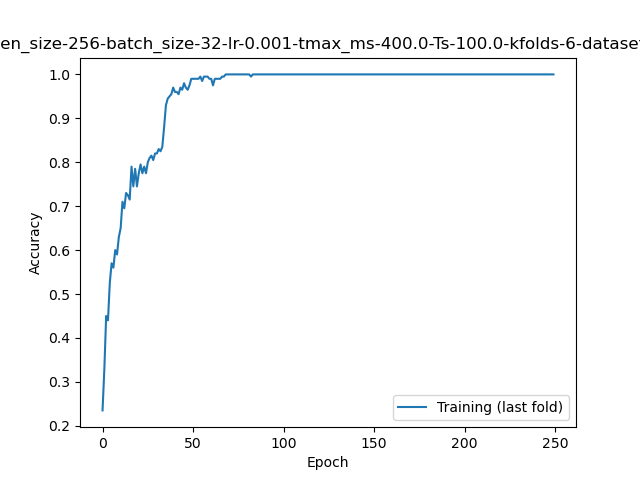 en_size-256-batch_size-32-lr-0.001-tmax_ms-400.0-Ts-100.0-kfolds-6-dataset
1.0
0.9
0.8
0.7
0.6
0.5
0.4
0.3
0.2
Accuracy
Training (last fold)
0 50 100 150 200 250
Epoch